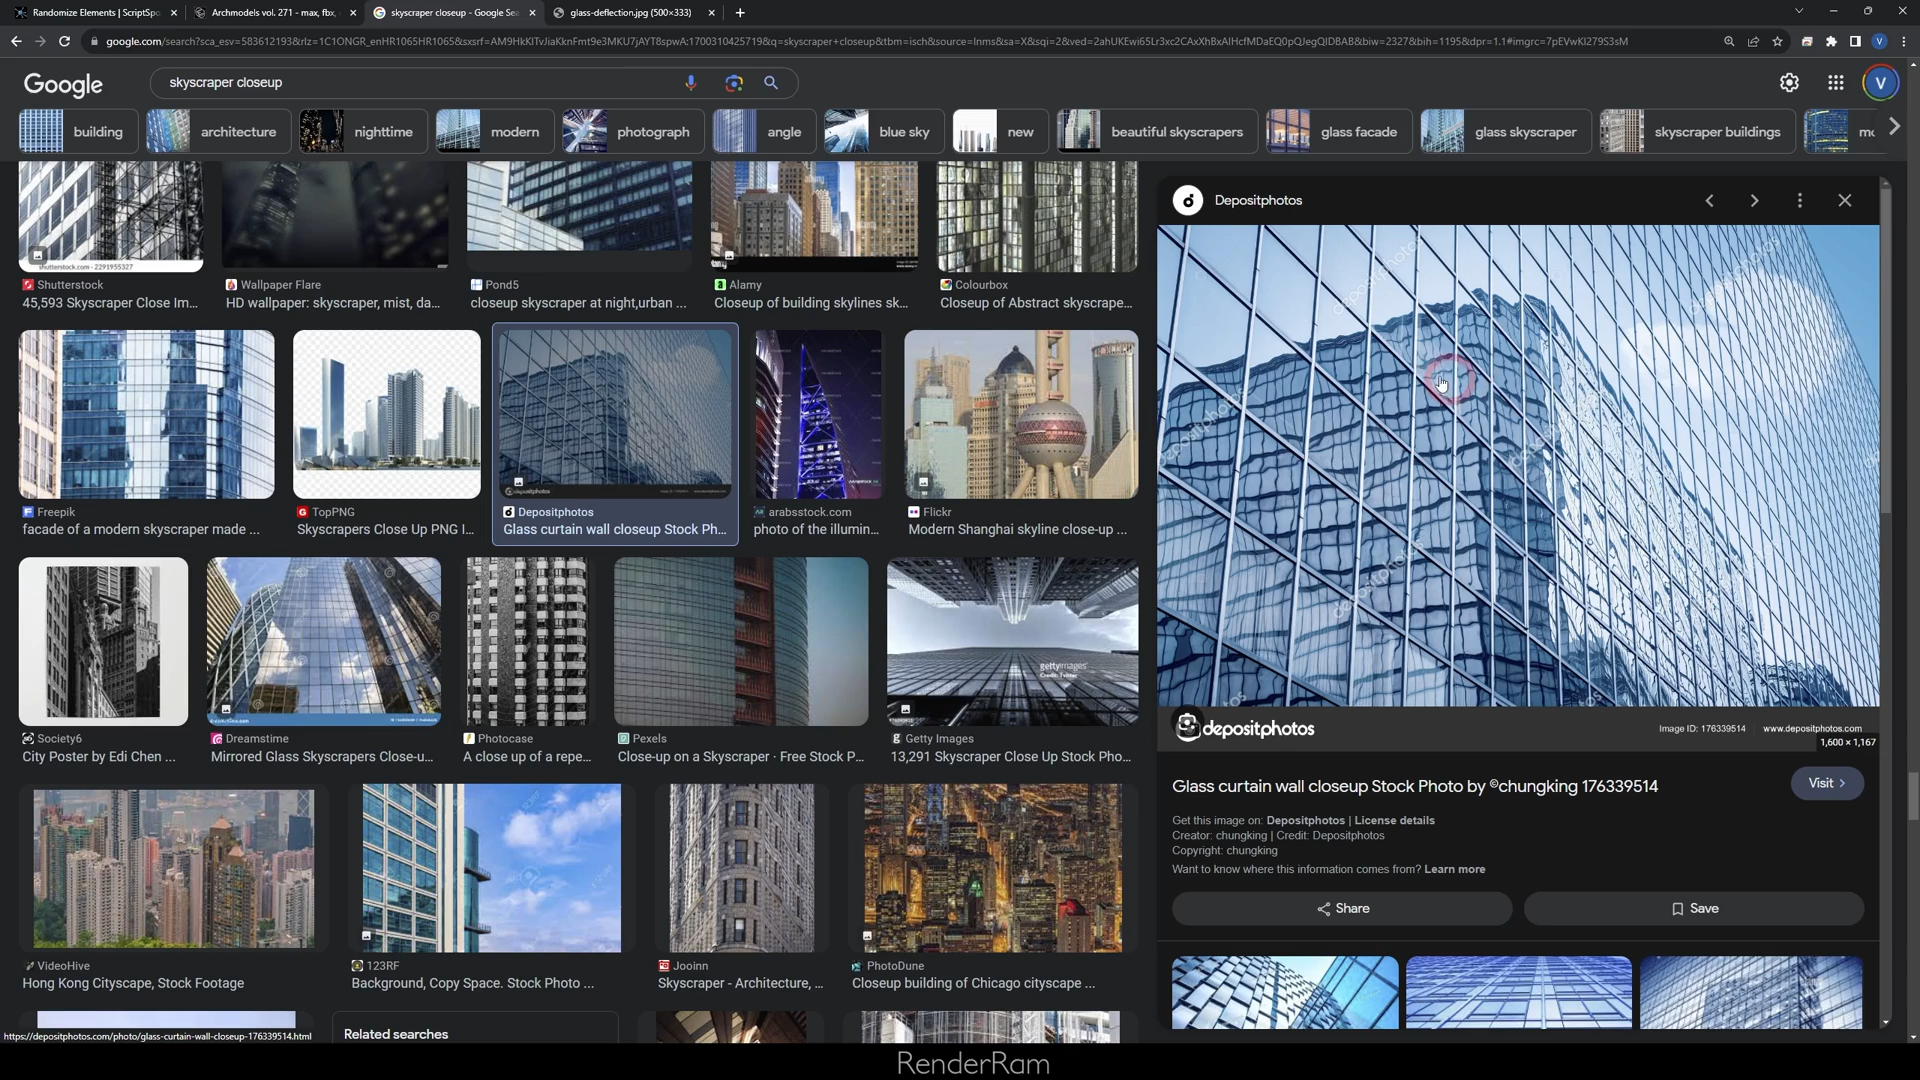 Randomize Elements | ScriptSpo
Archmodels vol. 271 - max, fbx,
skyscraper closeup - Google Sea
glass-deflection.jpg (500×333)
google.com/search?sca_esv=583612193&rlz=1C1ONGR_enHR1065HR1065&sxsrf=AM9HkKlTvJiaKknFmt9e3MKU7jAYT8spwA:1700310425719&q=skyscraper+closeup&tbm=isch&source=lnms&sa=X&sqi=2&ved=2ahUKEwi65Lr3xc2CAxXhBxAIHcfMDaEQ0pQJegQIDBAB&biw=2327&bih=1195&dpr=1.1#imgrc=7pEVwKI279S3sM
V
Google
skyscraper closeup
V
building
architecture
nighttime
modern
photograph
angle
blue sky
new
beautiful skyscrapers
glass facade
glass skyscraper
skyscraper buildings
mo
shutterstock.com - 2291955327
Shutterstock
45,593 Skyscraper Close Im...
Wallpaper Flare
HD wallpaper: skyscraper, mist, da...
Pond5
closeup skyscraper at night,urban ...
alamy
Alamy
Closeup of building skylines sk...
Colourbox
Closeup of Abstract skyscrape...
Depositphotos
depositphotos
Freepik
facade of a modern skyscraper made ...
TopPNG
Skyscrapers Close Up PNG I...
depositphotos
Depositphotos
Glass curtain wall closeup Stock Ph...
arabsstock.com
photo of the illumin...
Flickr
Modern Shanghai skyline close-up ...
Society6
City Poster by Edi Chen ...
Dreamstime
Mirrored Glass Skyscrapers Close-u...
Photocase
A close up of a repe...
Pexels
Close-up on a Skyscraper · Free Stock P...
gettyimages
Credit: Twitter
Getty Images
13,291 Skyscraper Close Up Stock Pho...
depositphotos
Image ID: 176339514
www.depositphotos.com
1,600 × 1,167
Glass curtain wall closeup Stock Photo by ©chungking 176339514
Visit
Get this image on: Depositphotos | License details
Creator: chungking | Credit: Depositphotos
Copyright: chungking
Want to know where this information comes from? Learn more
Share
Save
VideoHive
Hong Kong Cityscape, Stock Footage
123RF
Background, Copy Space. Stock Photo ...
Jooinn
Skyscraper - Architecture, ...
PhotoDune
Closeup building of Chicago cityscape ...
Related searches
https://depositphotos.com/photo/glass-curtain-wall-closeup-176339514.html
RenderRam